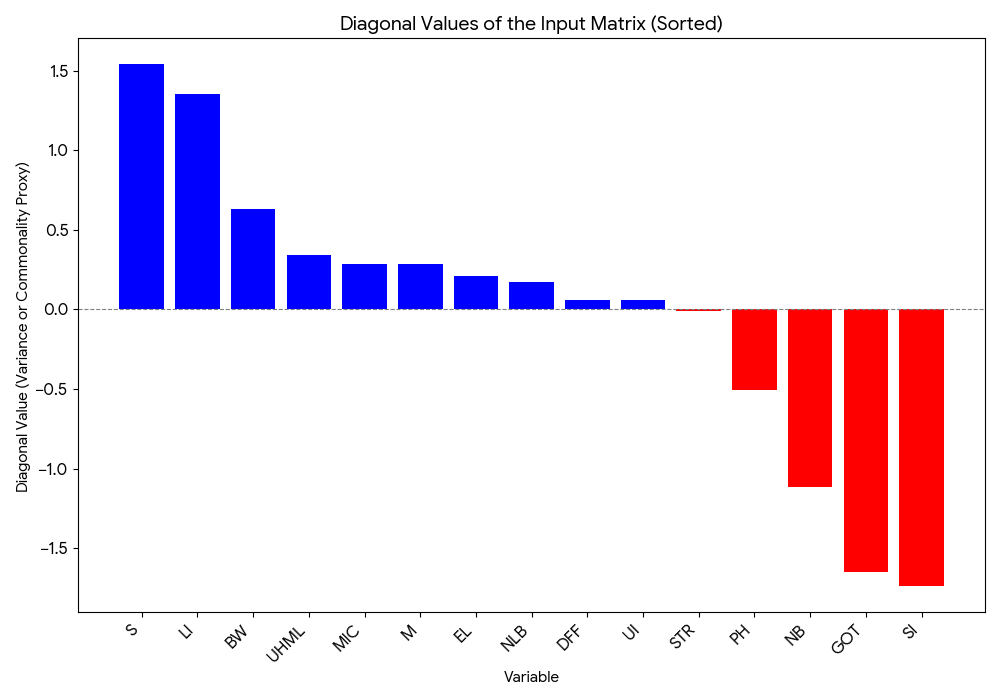 Diagonal Values of the Input Matrix (Sorted)
Diagonal Value (Variance or Commonality Proxy)
1.5
1.0
0.5
0.0
−0.5
−1.0
−1.5
S
LI
BW
UHML
MIC
M
EL
NLB
DFF
UI
STR
PH
NB
GOT
SI
Variable